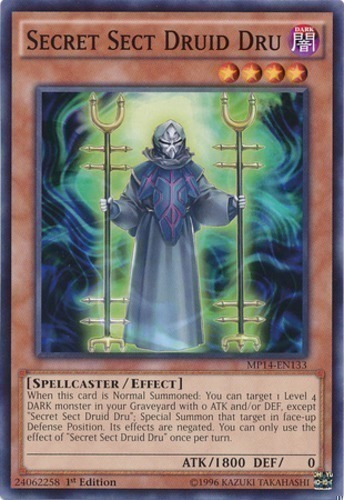 SECRET SECT DRUID DRU
DARK
闇
MP14-EN133
[SPELLCASTER / EFFECT]
When this card is Normal Summoned: You can target 1 Level 4
DARK monster in your Graveyard with 0 ATK and/or DEF, except
"Secret Sect Druid Dru"; Special Summon that target in face-up
Defense Position. Its effects are negated. You can only use the
effect of "Secret Sect Druid Dru" once per turn.
ATK/1800 DEF/ 0
24062258 1st Edition ©1996 KAZUKI TAKAHASHI